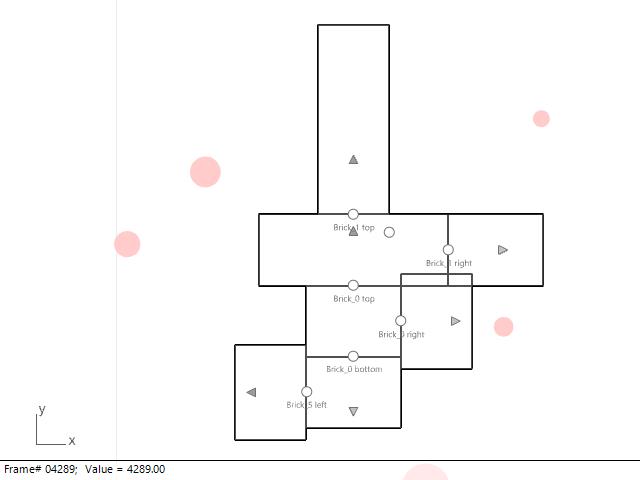 Brick_1 top
Brick_1 right
Brick_0 top
Brick_0 right
Brick_0 bottom
Brick_5 left
y
x
Frame# 04289; Value = 4289.00